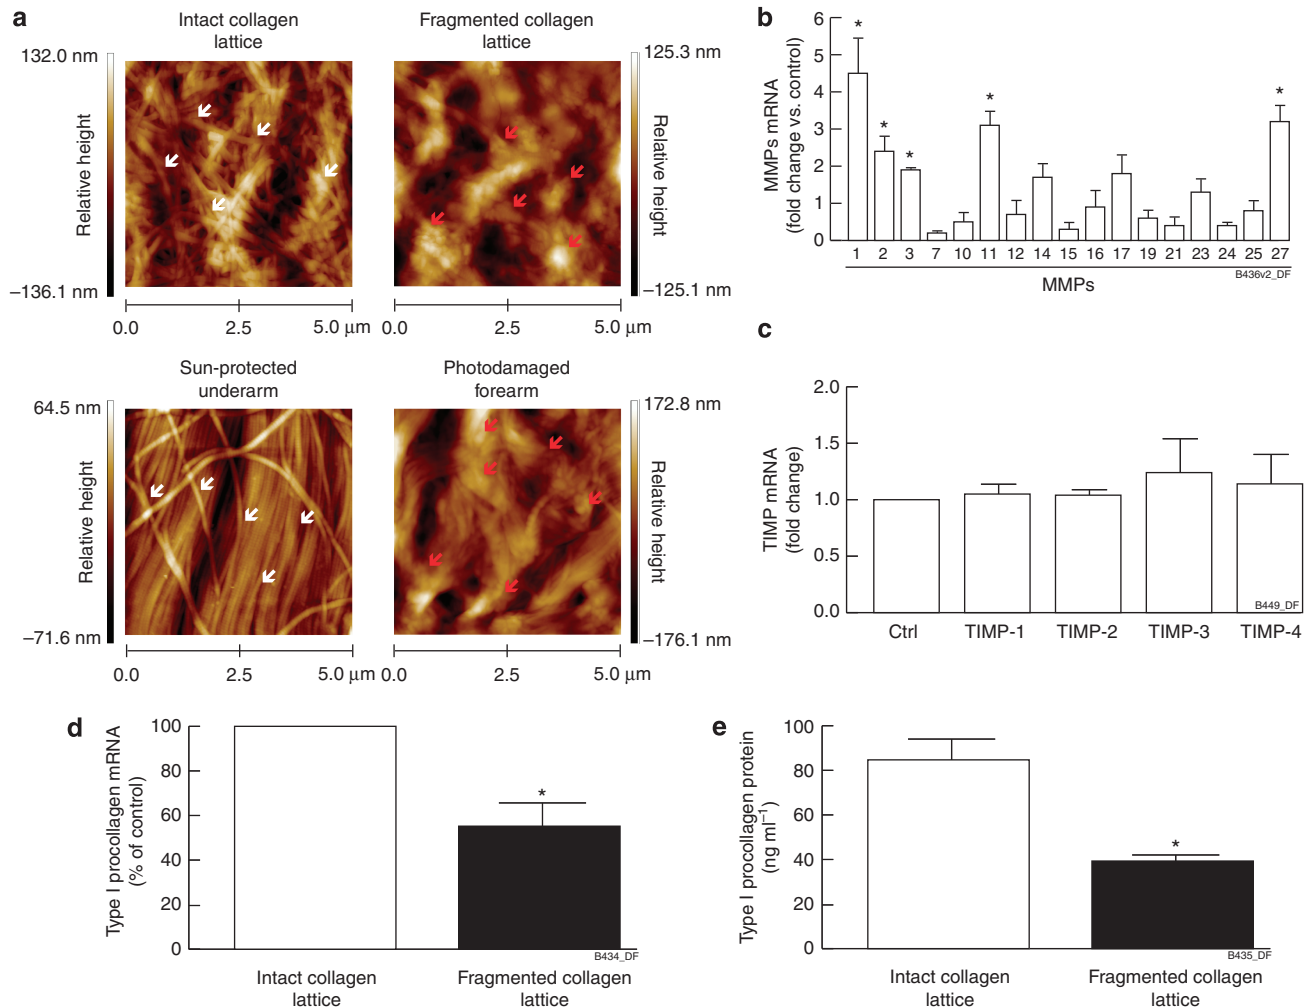 a
Intact collagen
lattice
Fragmented collagen
lattice
132.0 nm
Relative height
–136.1 nm
0.0 2.5 5.0 μm
125.3 nm
Relative height
–125.1 nm
0.0 2.5 5.0 μm
Sun-protected
underarm
Photodamaged
forearm
64.5 nm
Relative height
–71.6 nm
0.0 2.5 5.0 μm
172.8 nm
Relative height
–176.1 nm
0.0 2.5 5.0 μm
b
MMPs mRNA
(fold change vs. control)
6
5
4
3
2
1
0
* * * * *
1 2 3 7 10 11 12 14 15 16 17 19 21 23 24 25 27
MMPs
B436v2_DF
c
TIMP mRNA
(fold change)
2.0
1.5
1.0
0.5
0.0
Ctrl TIMP-1 TIMP-2 TIMP-3 TIMP-4
B449_DF
d
Type I procollagen mRNA
(% of control)
100
80
60
40
20
0
*
Intact collagen
lattice
Fragmented collagen
lattice
B434_DF
e
Type I procollagen protein
(ng ml⁻¹)
100
80
60
40
20
0
*
Intact collagen
lattice
Fragmented collagen
lattice
B435_DF